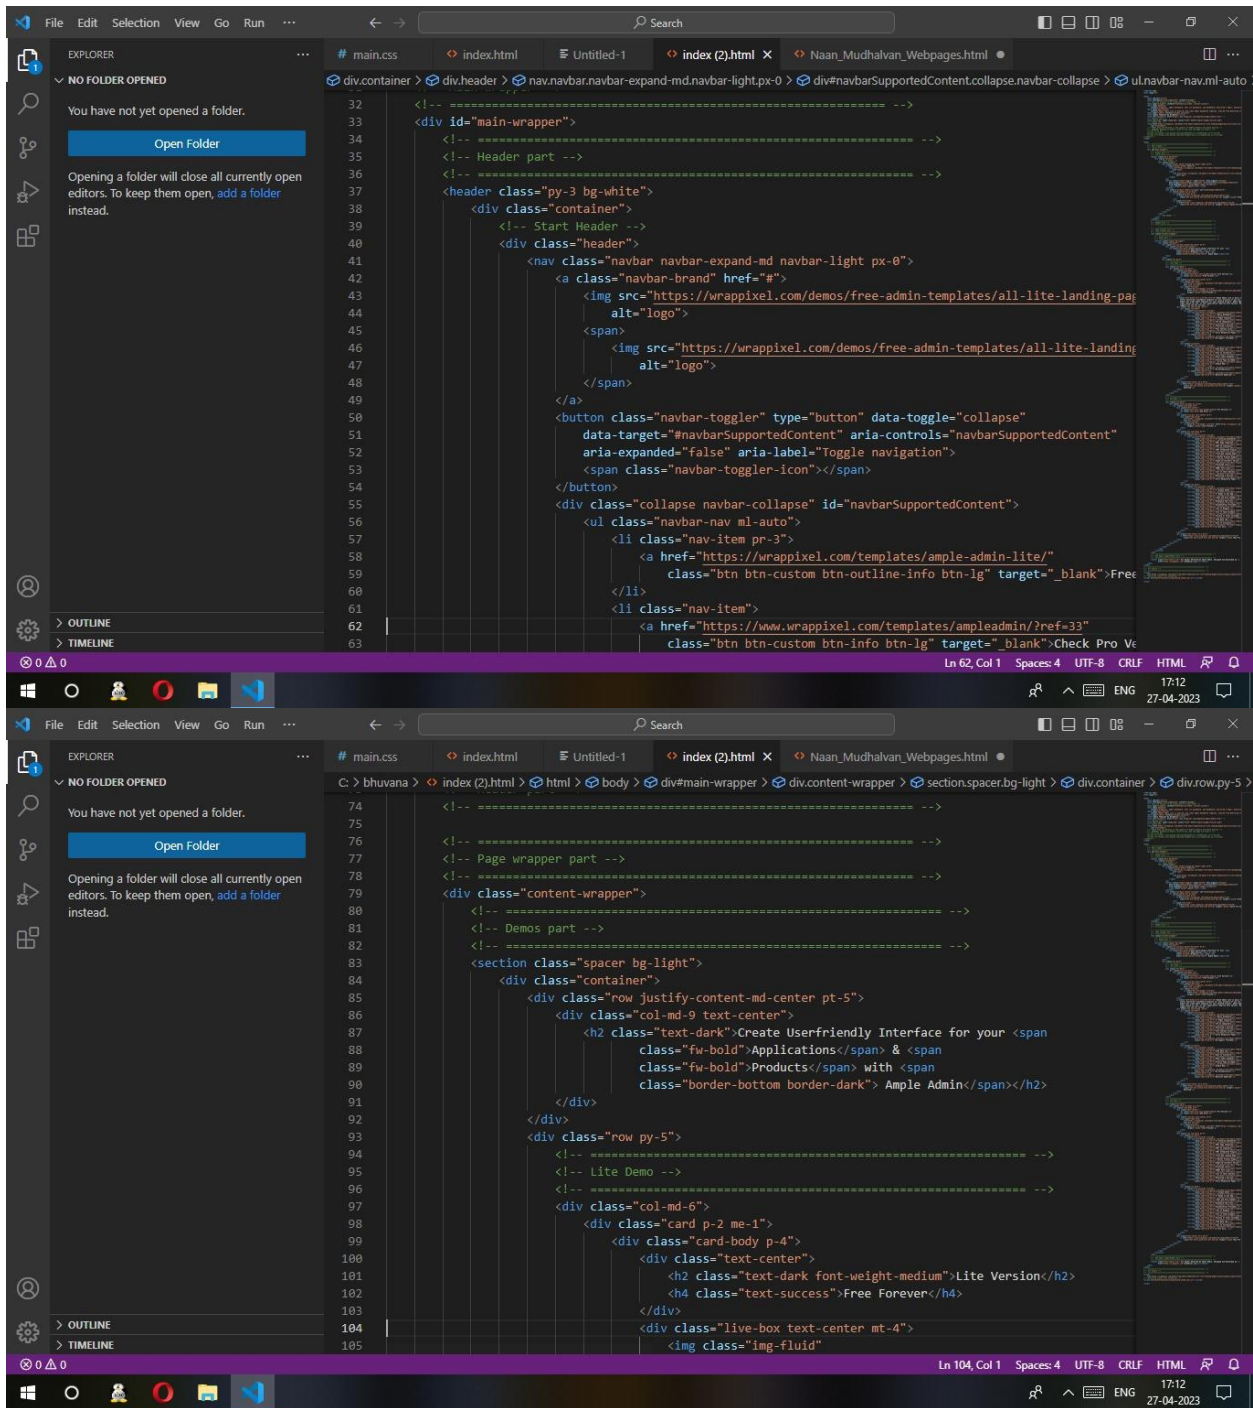 File Edit Selection View Go Run ··· Search
EXPLORER ···
NO FOLDER OPENED
You have not yet opened a folder.
Open Folder
Opening a folder will close all currently open
editors. To keep them open, add a folder
instead.
OUTLINE
TIMELINE
# main.css <> index.html Untitled-1 <> index (2).html <> Naan_Mudhalvan_Webpages.html
div.container > div.header > nav.navbar.navbar-expand-md.navbar-light.px-0 > div#navbarSupportedContent.collapse.navbar-collapse > ul.navbar-nav.ml-auto
32 <!-- ============================================================== -->
33 <div id="main-wrapper">
34 <!-- ============================================================== -->
35 <!-- Header part -->
36 <!-- ============================================================== -->
37 <header class="py-3 bg-white">
38 <div class="container">
39 <!-- Start Header -->
40 <div class="header">
41 <nav class="navbar navbar-expand-md navbar-light px-0">
42 <a class="navbar-brand" href="#">
43 <img src="https://wrappixel.com/demos/free-admin-templates/all-lite-landing-pag
44 alt="logo">
45 <span>
46 <img src="https://wrappixel.com/demos/free-admin-templates/all-lite-landing
47 alt="logo">
48 </span>
49 </a>
50 <button class="navbar-toggler" type="button" data-toggle="collapse"
51 data-target="#navbarSupportedContent" aria-controls="navbarSupportedContent"
52 aria-expanded="false" aria-label="Toggle navigation">
53 <span class="navbar-toggler-icon"></span>
54 </button>
55 <div class="collapse navbar-collapse" id="navbarSupportedContent">
56 <ul class="navbar-nav ml-auto">
57 <li class="nav-item pr-3">
58 <a href="https://wrappixel.com/templates/ample-admin-lite/"
59 class="btn btn-custom btn-outline-info btn-lg" target="_blank">Free
60 </li>
61 <li class="nav-item">
62 <a href="https://www.wrappixel.com/templates/ampleadmin/?ref=33"
63 class="btn btn-custom btn-info btn-lg" target="_blank">Check Pro Ve
0 0 Ln 62, Col 1 Spaces: 4 UTF-8 CRLF HTML
ENG 17:12
27-04-2023
File Edit Selection View Go Run ··· Search
EXPLORER ···
NO FOLDER OPENED
You have not yet opened a folder.
Open Folder
Opening a folder will close all currently open
editors. To keep them open, add a folder
instead.
OUTLINE
TIMELINE
# main.css <> index.html Untitled-1 <> index (2).html <> Naan_Mudhalvan_Webpages.html
C: > bhuvana > <> index (2).html > html > body > div#main-wrapper > div.content-wrapper > section.spacer.bg-light > div.container > div.row.py-5 >
74 <!-- ============================================================== -->
75
76 <!-- ============================================================== -->
77 <!-- Page wrapper part -->
78 <!-- ============================================================== -->
79 <div class="content-wrapper">
80 <!-- ============================================================== -->
81 <!-- Demos part -->
82 <!-- ============================================================== -->
83 <section class="spacer bg-light">
84 <div class="container">
85 <div class="row justify-content-md-center pt-5">
86 <div class="col-md-9 text-center">
87 <h2 class="text-dark">Create Userfriendly Interface for your <span
88 class="fw-bold">Applications</span> & <span
89 class="fw-bold">Products</span> with <span
90 class="border-bottom border-dark"> Ample Admin</span></h2>
91 </div>
92 </div>
93 <div class="row py-5">
94 <!-- ============================================================== -->
95 <!-- Lite Demo -->
96 <!-- ============================================================== -->
97 <div class="col-md-6">
98 <div class="card p-2 me-1">
99 <div class="card-body p-4">
100 <div class="text-center">
101 <h2 class="text-dark font-weight-medium">Lite Version</h2>
102 <h4 class="text-success">Free Forever</h4>
103 </div>
104 <div class="live-box text-center mt-4">
105 <img class="img-fluid"
0 0 Ln 104, Col 1 Spaces: 4 UTF-8 CRLF HTML
ENG 17:12
27-04-2023